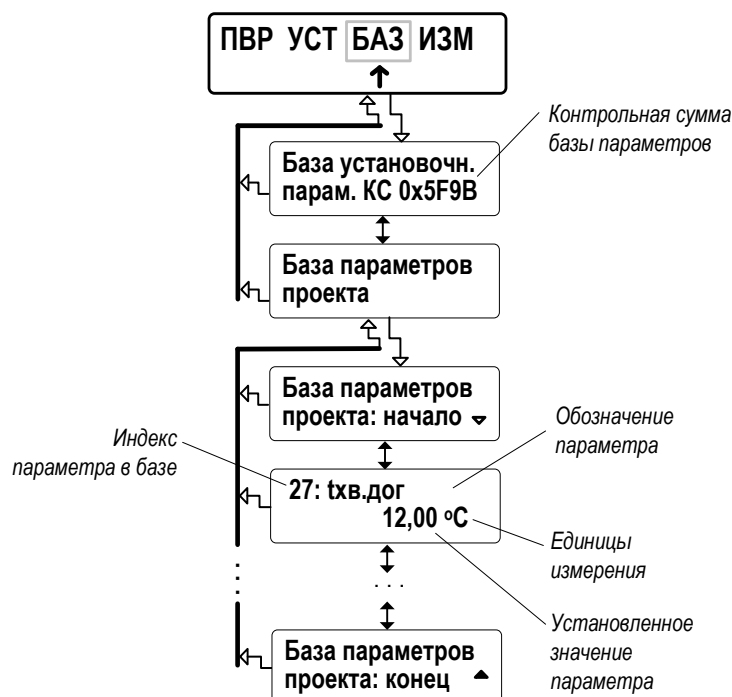 ПВР УСТ БАЗ ИЗМ
Контрольная сумма
базы параметров
База установочн.
парам. КС 0x5F9B
База параметров
проекта
База параметров
проекта: начало
Обозначение
параметра
Индекс
параметра в базе
27: tхв.дог
12,00 ºС
Единицы
измерения
. . .
Установленное
значение
параметра
База параметров
проекта: конец